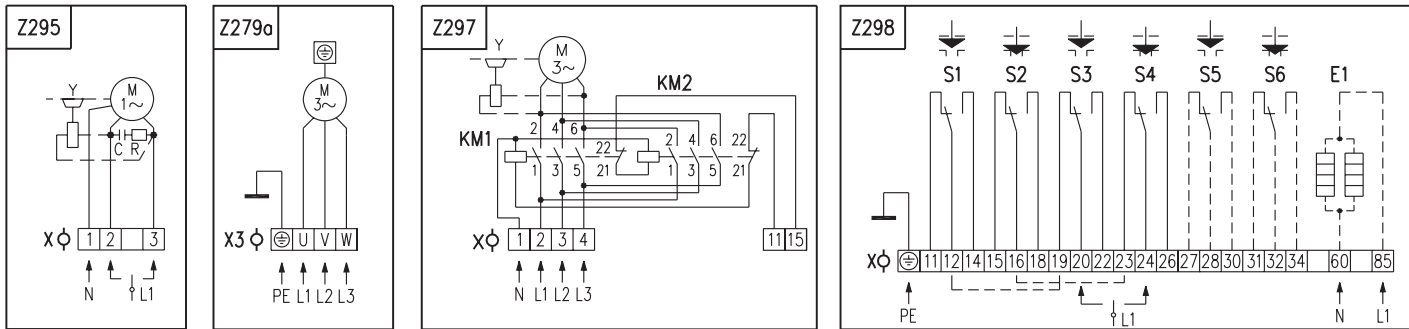 Z295
Y
M
1~
C R
X 1 2 3
N L1
Z279a
M
3~
X3 U V W
PE L1 L2 L3
Z297
Y
M
3~
KM2
KM1
2 4 6 22 2 4 6 22
1 3 5 21 1 3 5 21
X 1 2 3 4 11 15
N L1 L2 L3
Z298
S1 S2 S3 S4 S5 S6 E1
X 11 12 14 15 16 18 19 20 22 23 24 26 27 28 30 31 32 34 60 85
PE L1 N L1